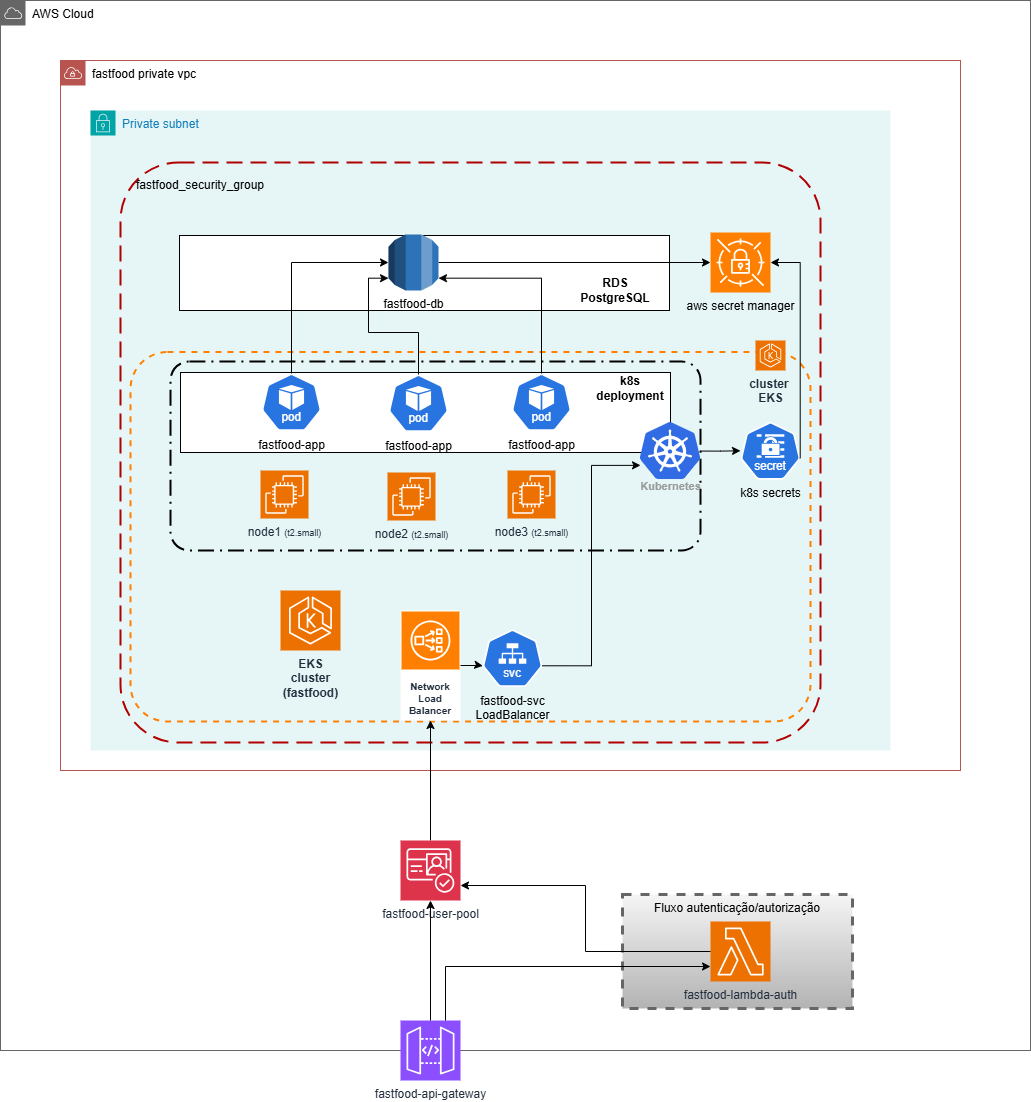 AWS Cloud
fastfood private vpc
Private subnet
fastfood_security_group
RDS
PostgreSQL
fastfood-db
aws secret manager
cluster
EKS
k8s
deployment
pod
pod
pod
fastfood-app
fastfood-app
fastfood-app
Kubernetes
secret
k8s secrets
node1 (t2.small)
node2 (t2.small)
node3 (t2.small)
K
EKS
cluster
(fastfood)
Network
Load
Balancer
svc
fastfood-svc
LoadBalancer
fastfood-user-pool
Fluxo autenticação/autorização
fastfood-lambda-auth
</>
fastfood-api-gateway